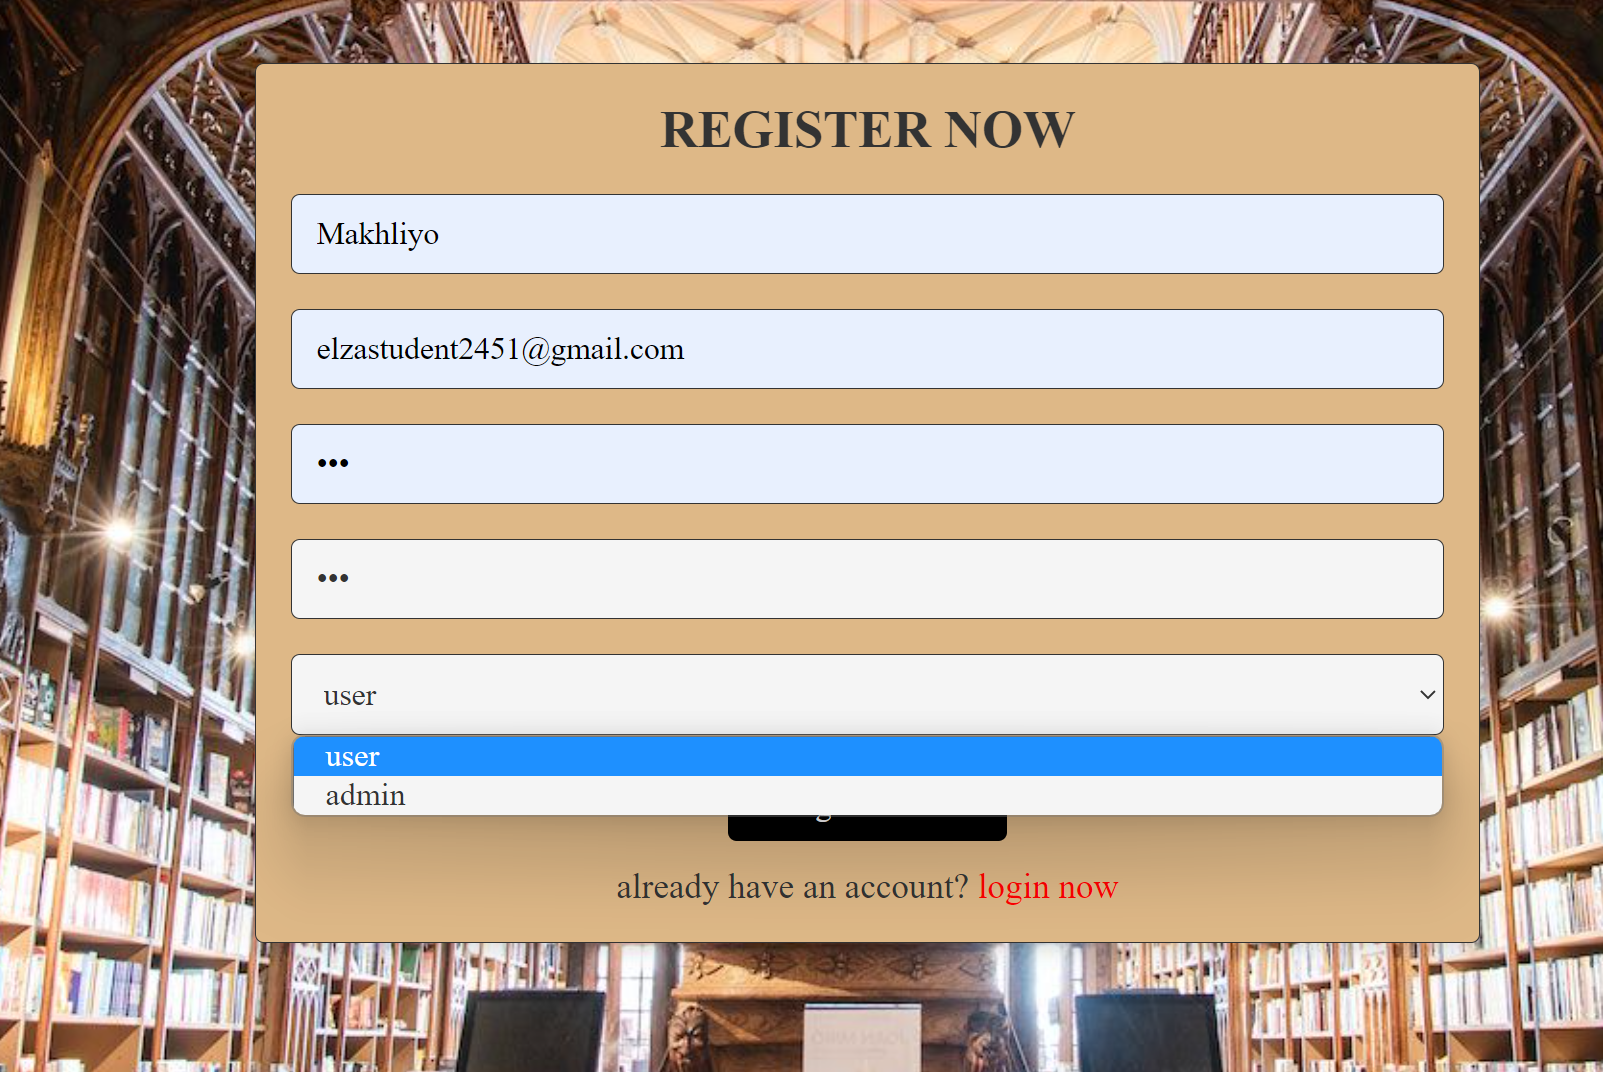 REGISTER NOW
Makhliyo
elzastudent2451@gmail.com
•••
•••
user
user
admin
already have an account? login now